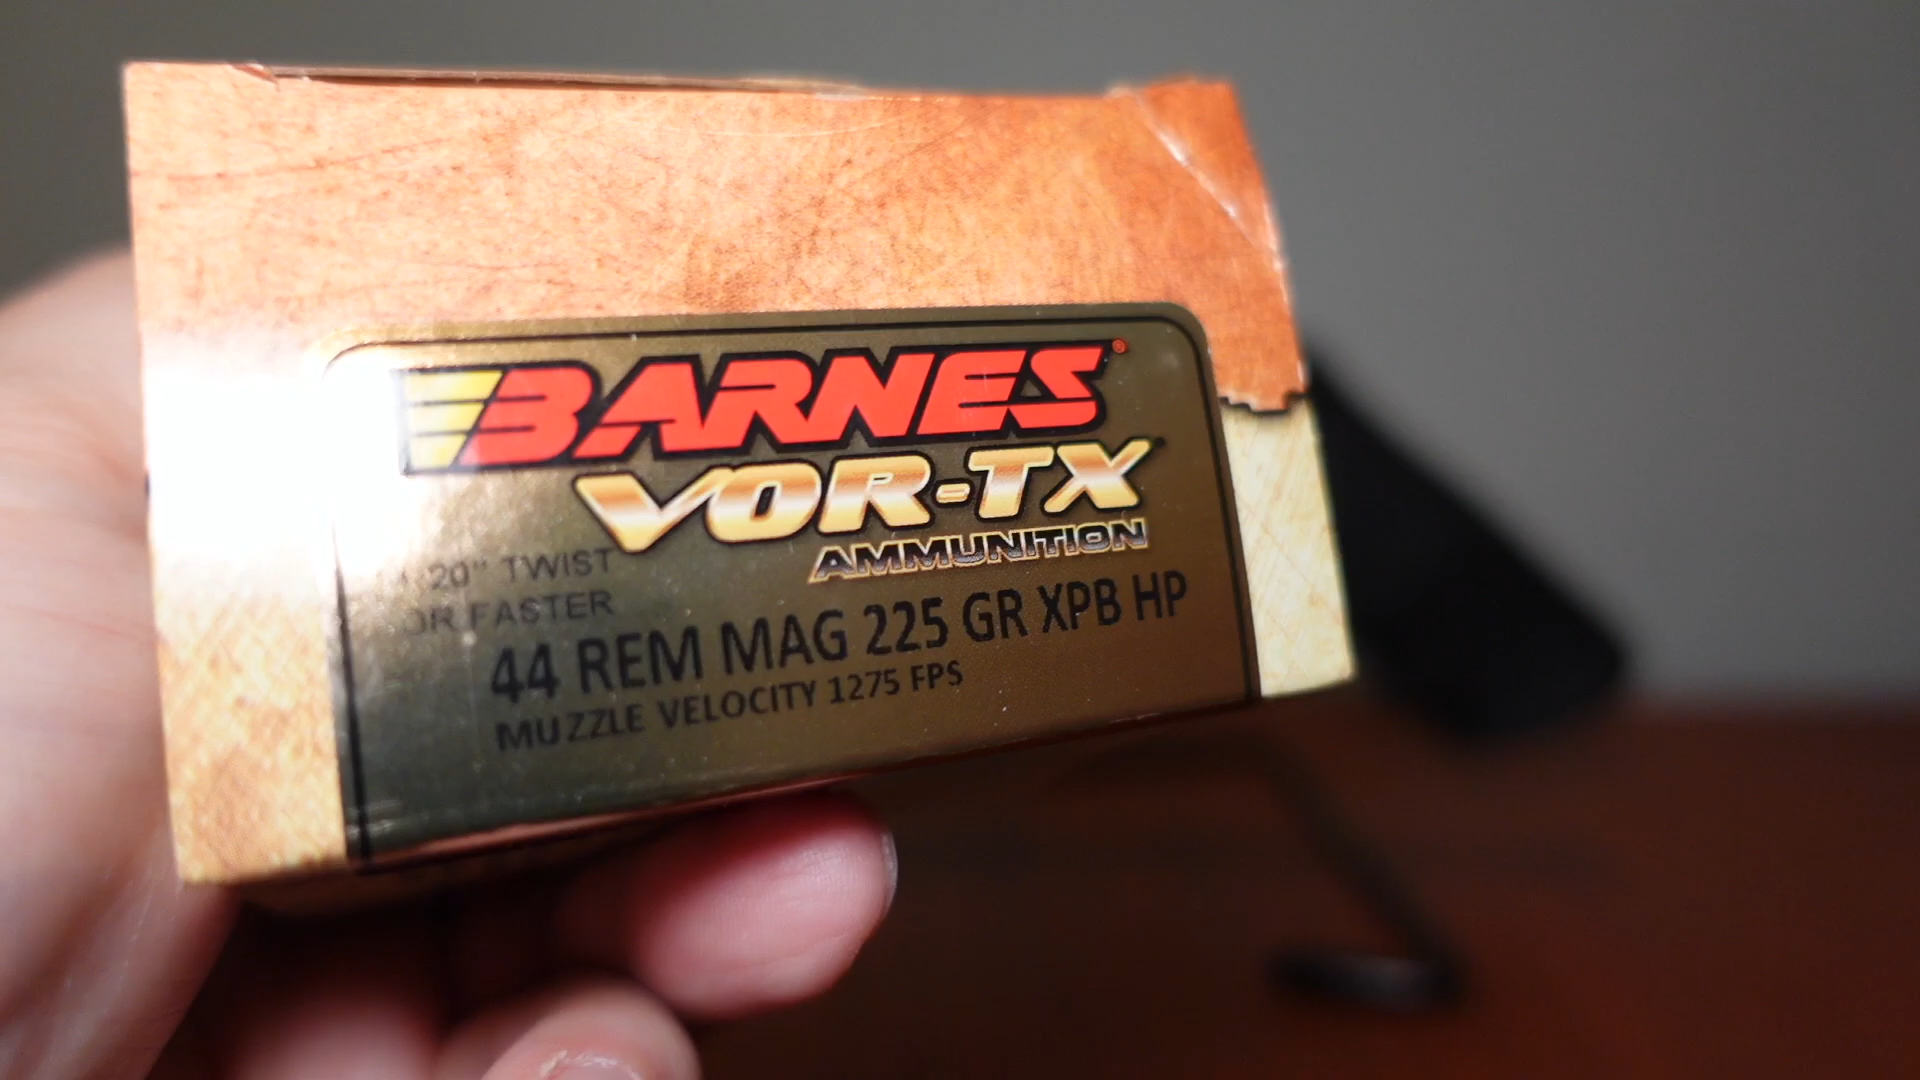 BARNES®
VOR-TX
AMMUNITION
20" TWIST
OR FASTER
44 REM MAG 225 GR XPB HP
MUZZLE VELOCITY 1275 FPS